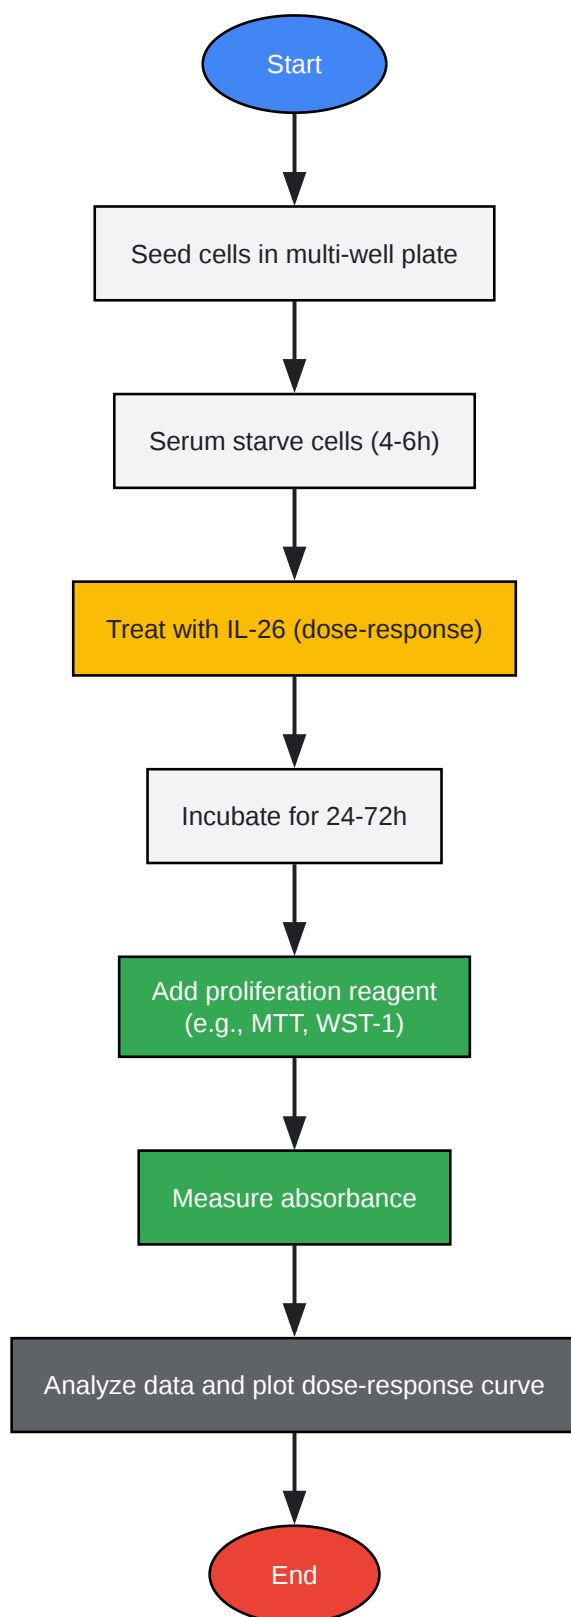 Start
Seed cells in multi-well plate
Serum starve cells (4-6h)
Treat with IL-26 (dose-response)
Incubate for 24-72h
Add proliferation reagent
(e.g., MTT, WST-1)
Measure absorbance
Analyze data and plot dose-response curve
End